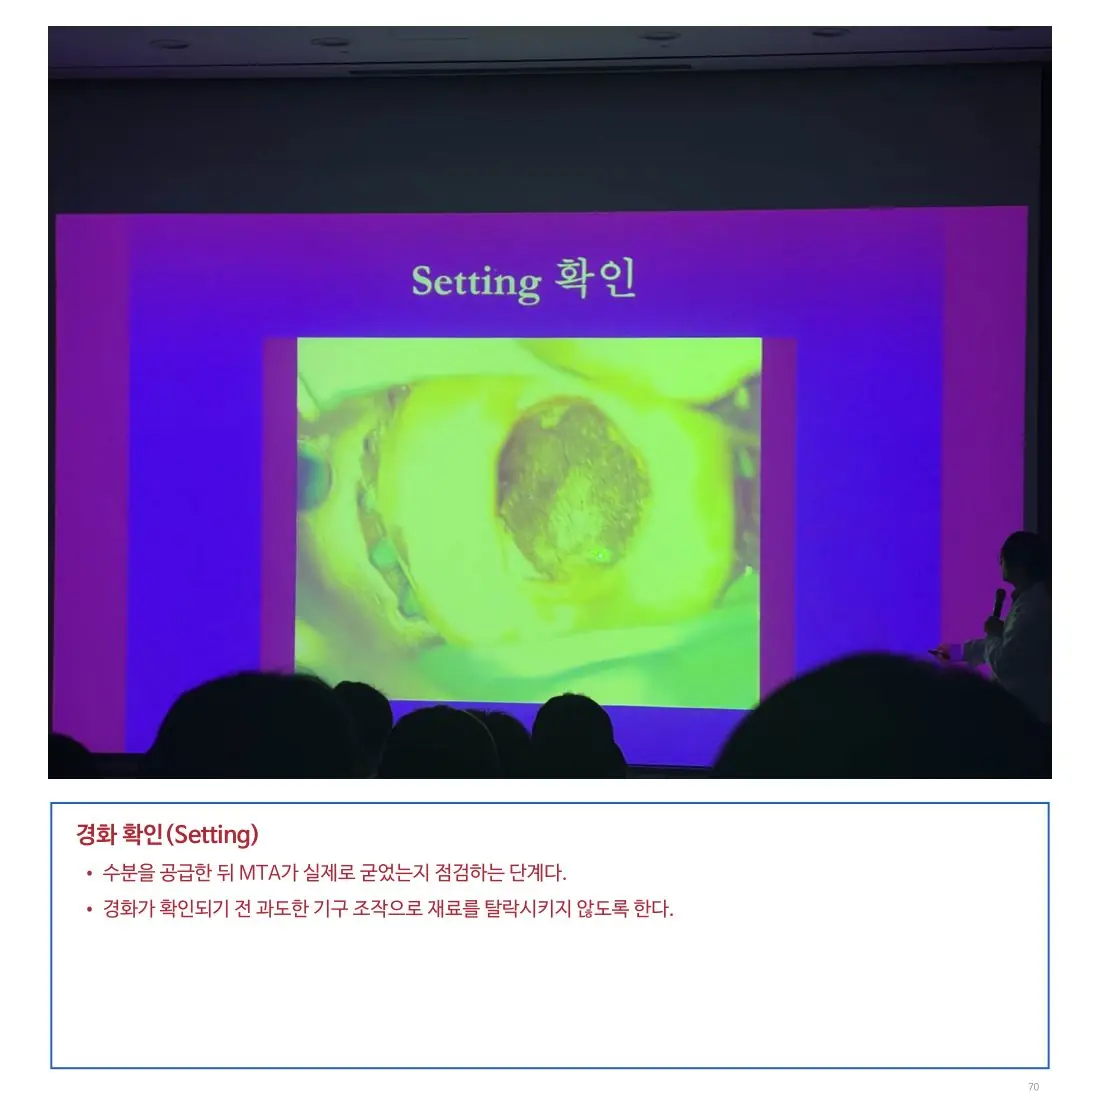 Setting 확인
경화 확인(Setting)
• 수분을 공급한 뒤 MTA가 실제로 굳었는지 점검하는 단계다.
• 경화가 확인되기 전 과도한 기구 조작으로 재료를 탈락시키지 않도록 한다.
70